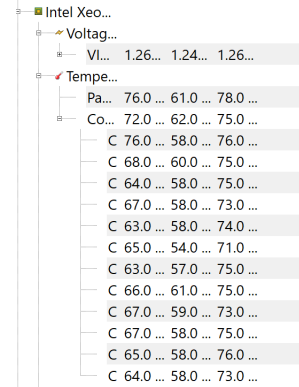 Intel Xeo...
Voltag...
VI... 1.26... 1.24... 1.26...
Tempe...
Pa... 76.0 ... 61.0 ... 78.0 ...
Co... 72.0 ... 62.0 ... 75.0 ...
C 76.0 ... 58.0 ... 76.0 ...
C 68.0 ... 60.0 ... 75.0 ...
C 64.0 ... 58.0 ... 75.0 ...
C 67.0 ... 58.0 ... 73.0 ...
C 63.0 ... 58.0 ... 74.0 ...
C 65.0 ... 54.0 ... 71.0 ...
C 63.0 ... 57.0 ... 75.0 ...
C 66.0 ... 61.0 ... 75.0 ...
C 67.0 ... 59.0 ... 73.0 ...
C 67.0 ... 58.0 ... 75.0 ...
C 65.0 ... 58.0 ... 76.0 ...
C 64.0 ... 58.0 ... 73.0 ...